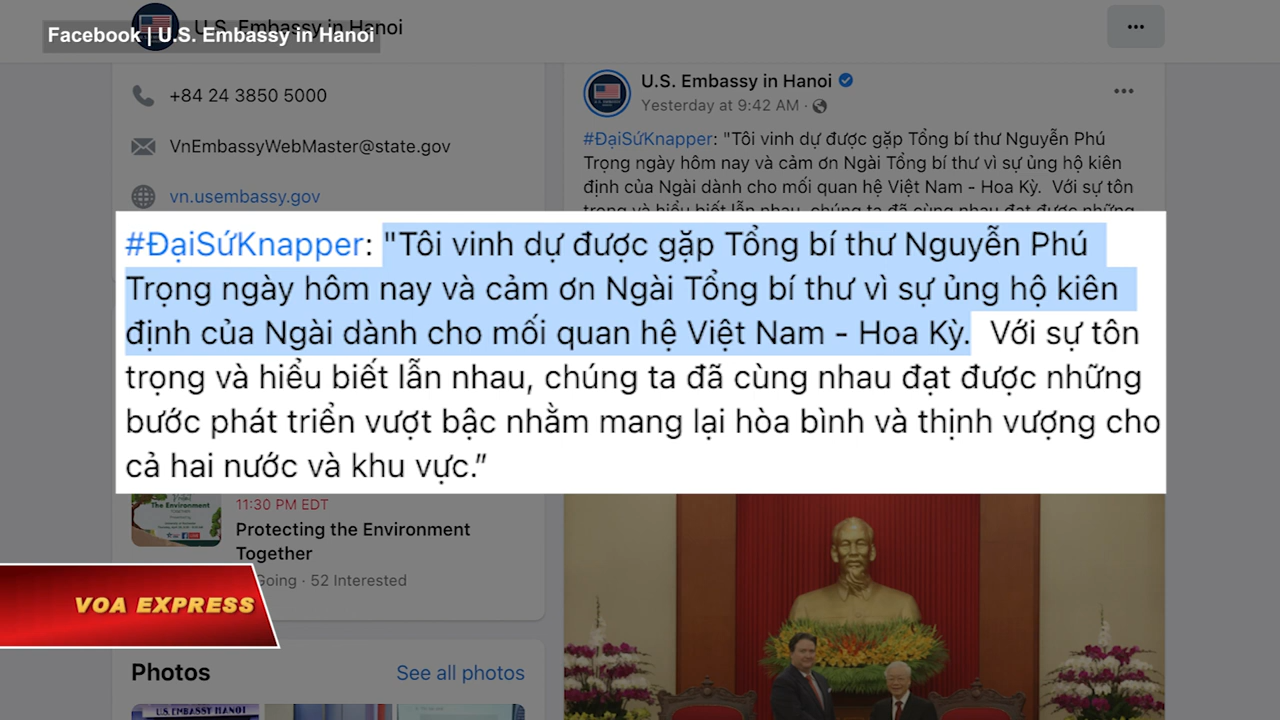 U.S. Embassy in Hanoi
Facebook | U.S. Embassy in Hanoi
+84 24 3850 5000
VnEmbassyWebMaster@state.gov
vn.usembassy.gov
U.S. Embassy in Hanoi
Yesterday at 9:42 AM ·
#ĐạiSứKnapper: "Tôi vinh dự được gặp Tổng bí thư Nguyễn Phú
Trọng ngày hôm nay và cảm ơn Ngài Tổng bí thư vì sự ủng hộ kiên
định của Ngài dành cho mối quan hệ Việt Nam - Hoa Kỳ. Với sự tôn
trọng và hiểu biết lẫn nhau, chúng ta đã cùng nhau đạt được những
#ĐạiSứKnapper: "Tôi vinh dự được gặp Tổng bí thư Nguyễn Phú
Trọng ngày hôm nay và cảm ơn Ngài Tổng bí thư vì sự ủng hộ kiên
định của Ngài dành cho mối quan hệ Việt Nam - Hoa Kỳ. Với sự tôn
trọng và hiểu biết lẫn nhau, chúng ta đã cùng nhau đạt được những
bước phát triển vượt bậc nhằm mang lại hòa bình và thịnh vượng cho
cả hai nước và khu vực.”
The Environment
11:30 PM EDT
Protecting the Environment
Together
Going · 52 Interested
VOA EXPRESS
Photos
See all photos
U.S. EMBASSY HANOI